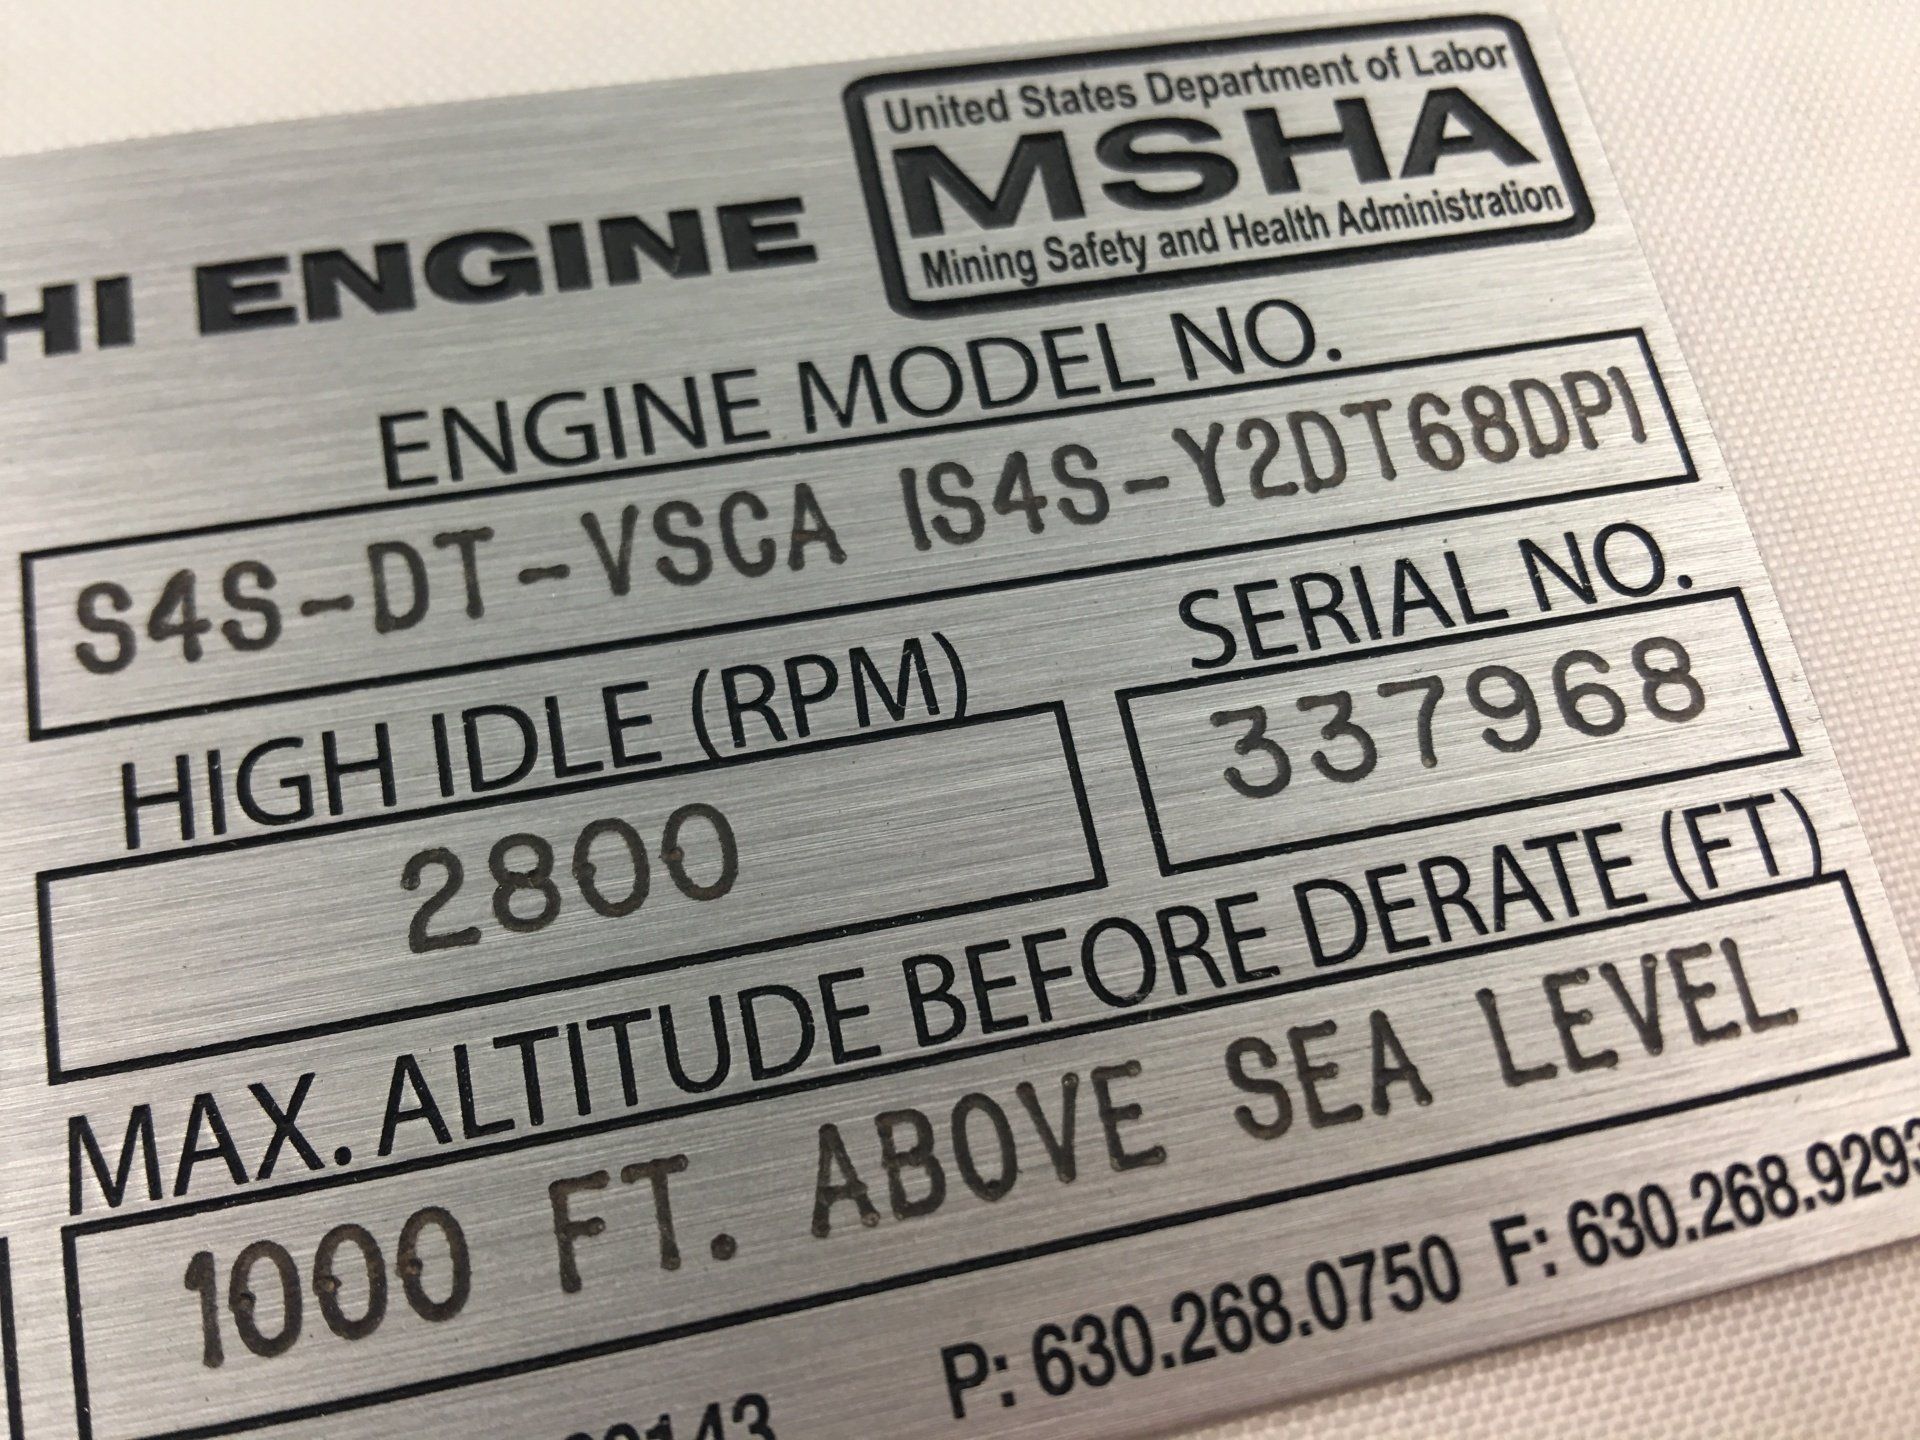 United States Department of Labor
MSHA
Mining Safety and Health Administration
HI ENGINE
ENGINE MODEL NO.
S4S-DT-VSCA IS4S-Y2DT68DP1
HIGH IDLE (RPM)
2800
SERIAL NO.
337968
MAX. ALTITUDE BEFORE DERATE (FT)
1000 FT. ABOVE SEA LEVEL
P: 630.268.0750 F: 630.268.9293